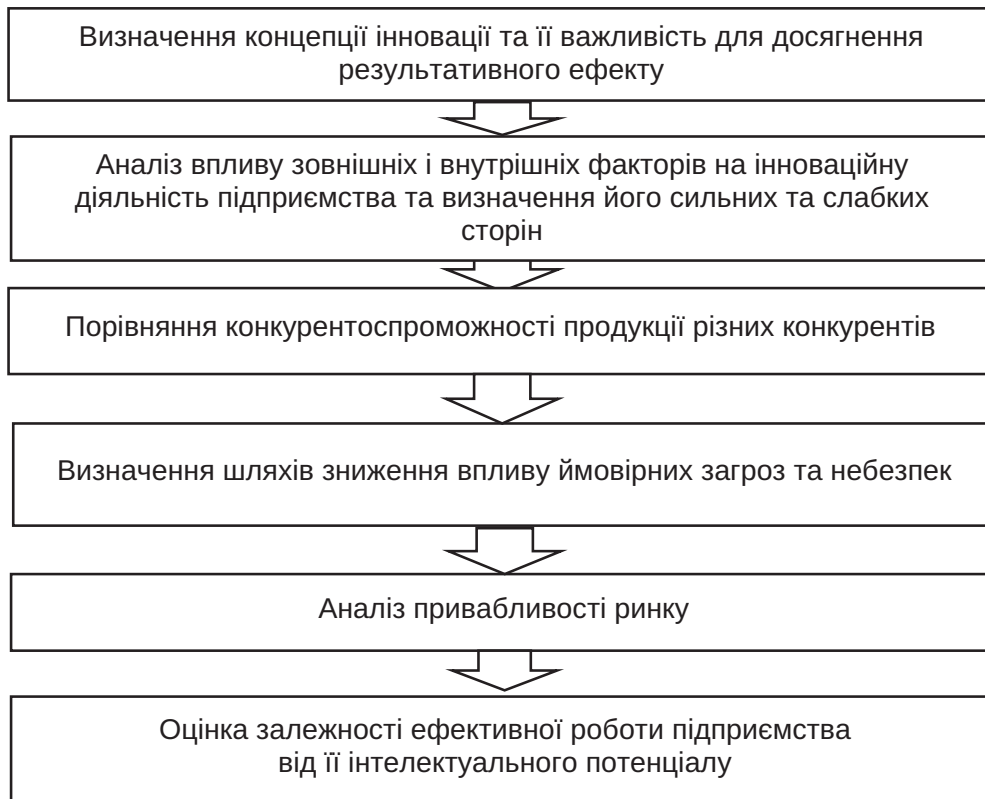 Визначення концепції інновації та її важливість для досягнення
результативного ефекту
Аналіз впливу зовнішніх і внутрішніх факторів на інноваційну
діяльність підприємства та визначення його сильних та слабких
сторін
Порівняння конкурентоспроможності продукції різних конкурентів
Визначення шляхів зниження впливу ймовірних загроз та небезпек
Аналіз привабливості ринку
Оцінка залежності ефективної роботи підприємства
від її інтелектуального потенціалу